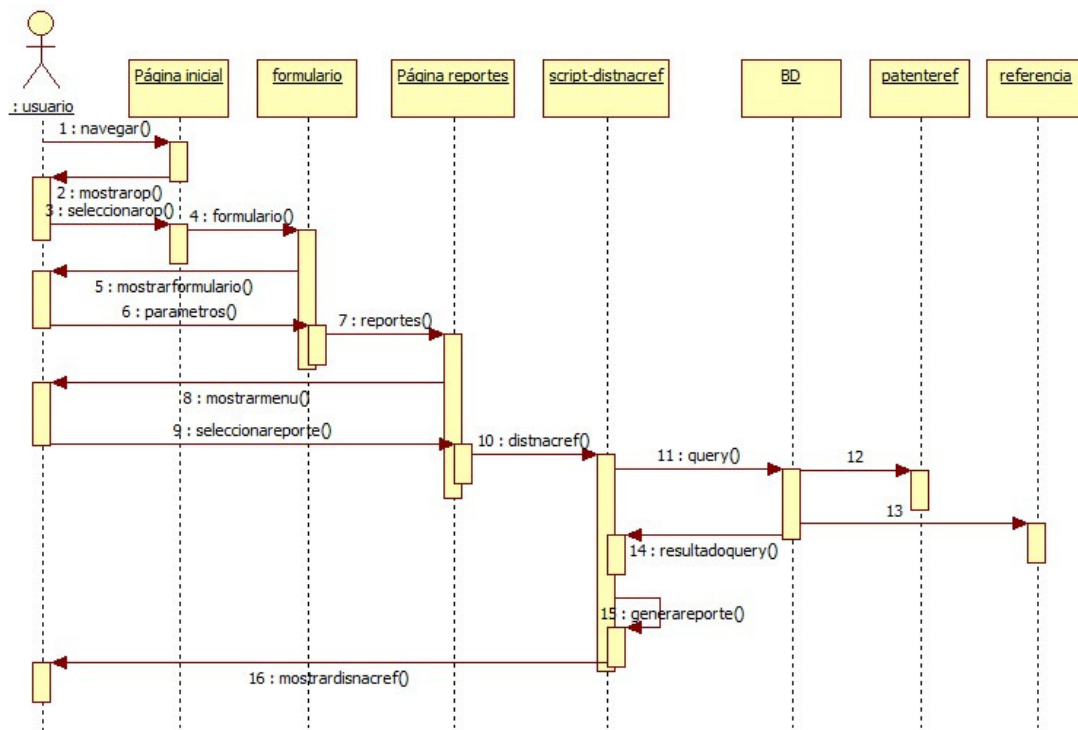 Página inicial
formulario
Página reportes
script-distnacref
BD
patenteref
referencia
: usuario
1 : navegar()
2 : mostrarop()
3 : seleccionarop()
4 : formulario()
5 : mostrarformulario()
6 : parametros()
7 : reportes()
8 : mostrarmenu()
9 : seleccionareporte()
10 : distnacref()
11 : query()
12
13
14 : resultadoquery()
15 : generareporte()
16 : mostrardisnacref()